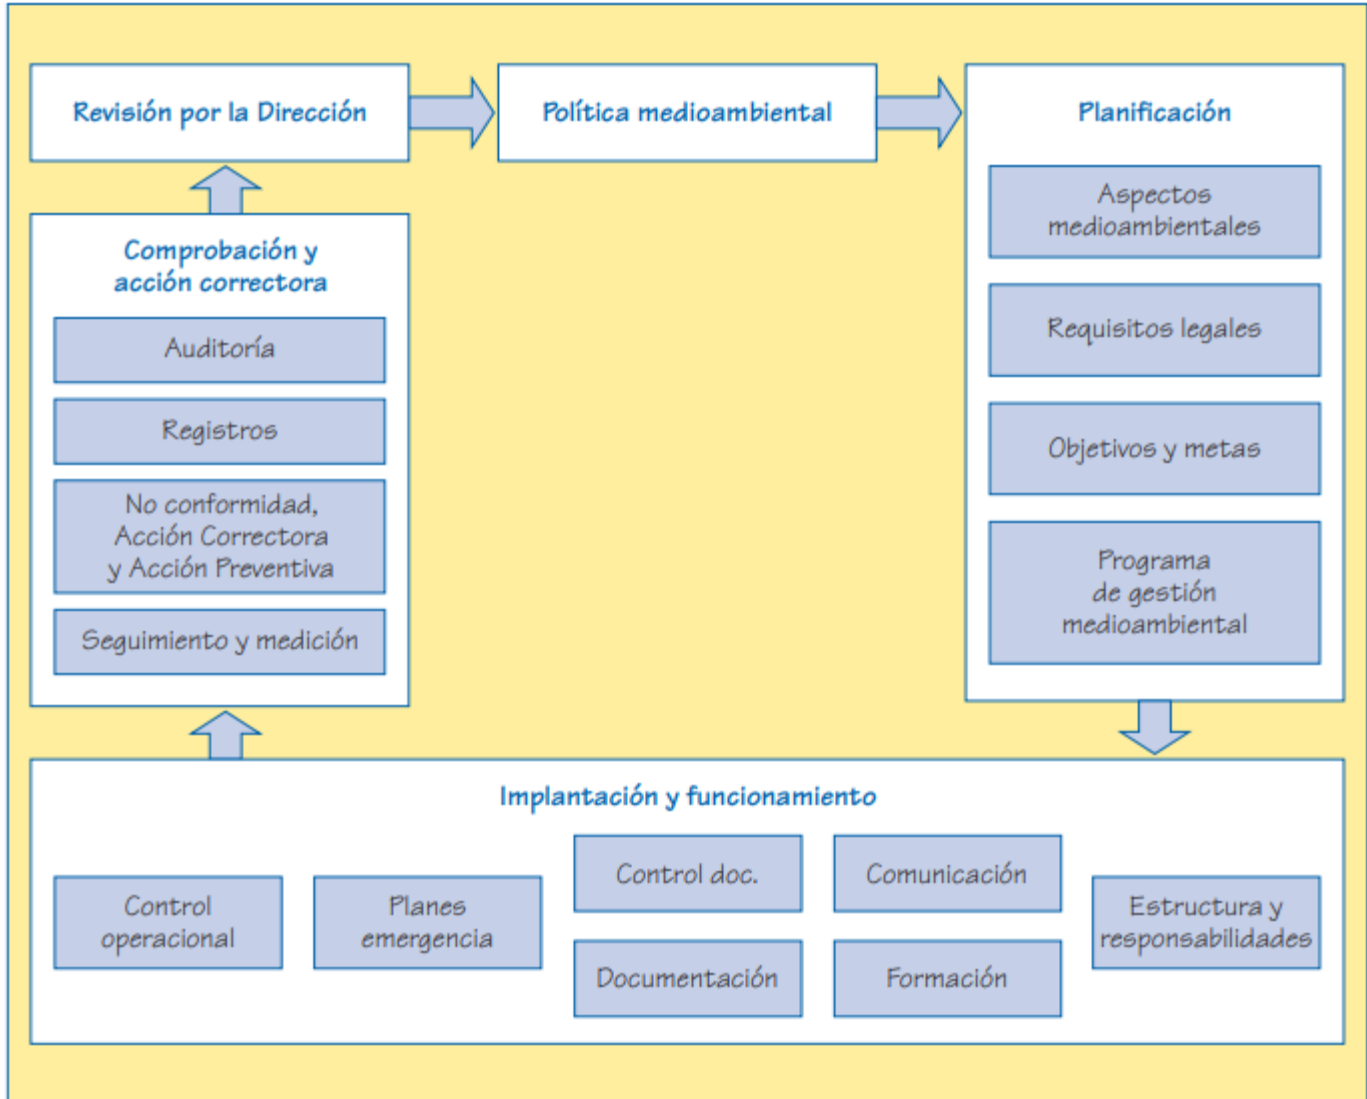 Revisión por la Dirección
Política medioambiental
Planificación
Aspectos
medioambientales
Requisitos legales
Objetivos y metas
Programa
de gestión
medioambiental
Comprobación y
acción correctora
Auditoría
Registros
No conformidad,
Acción Correctora
y Acción Preventiva
Seguimiento y medición
Implantación y funcionamiento
Control
operacional
Planes
emergencia
Control doc.
Documentación
Comunicación
Formación
Estructura y
responsabilidades